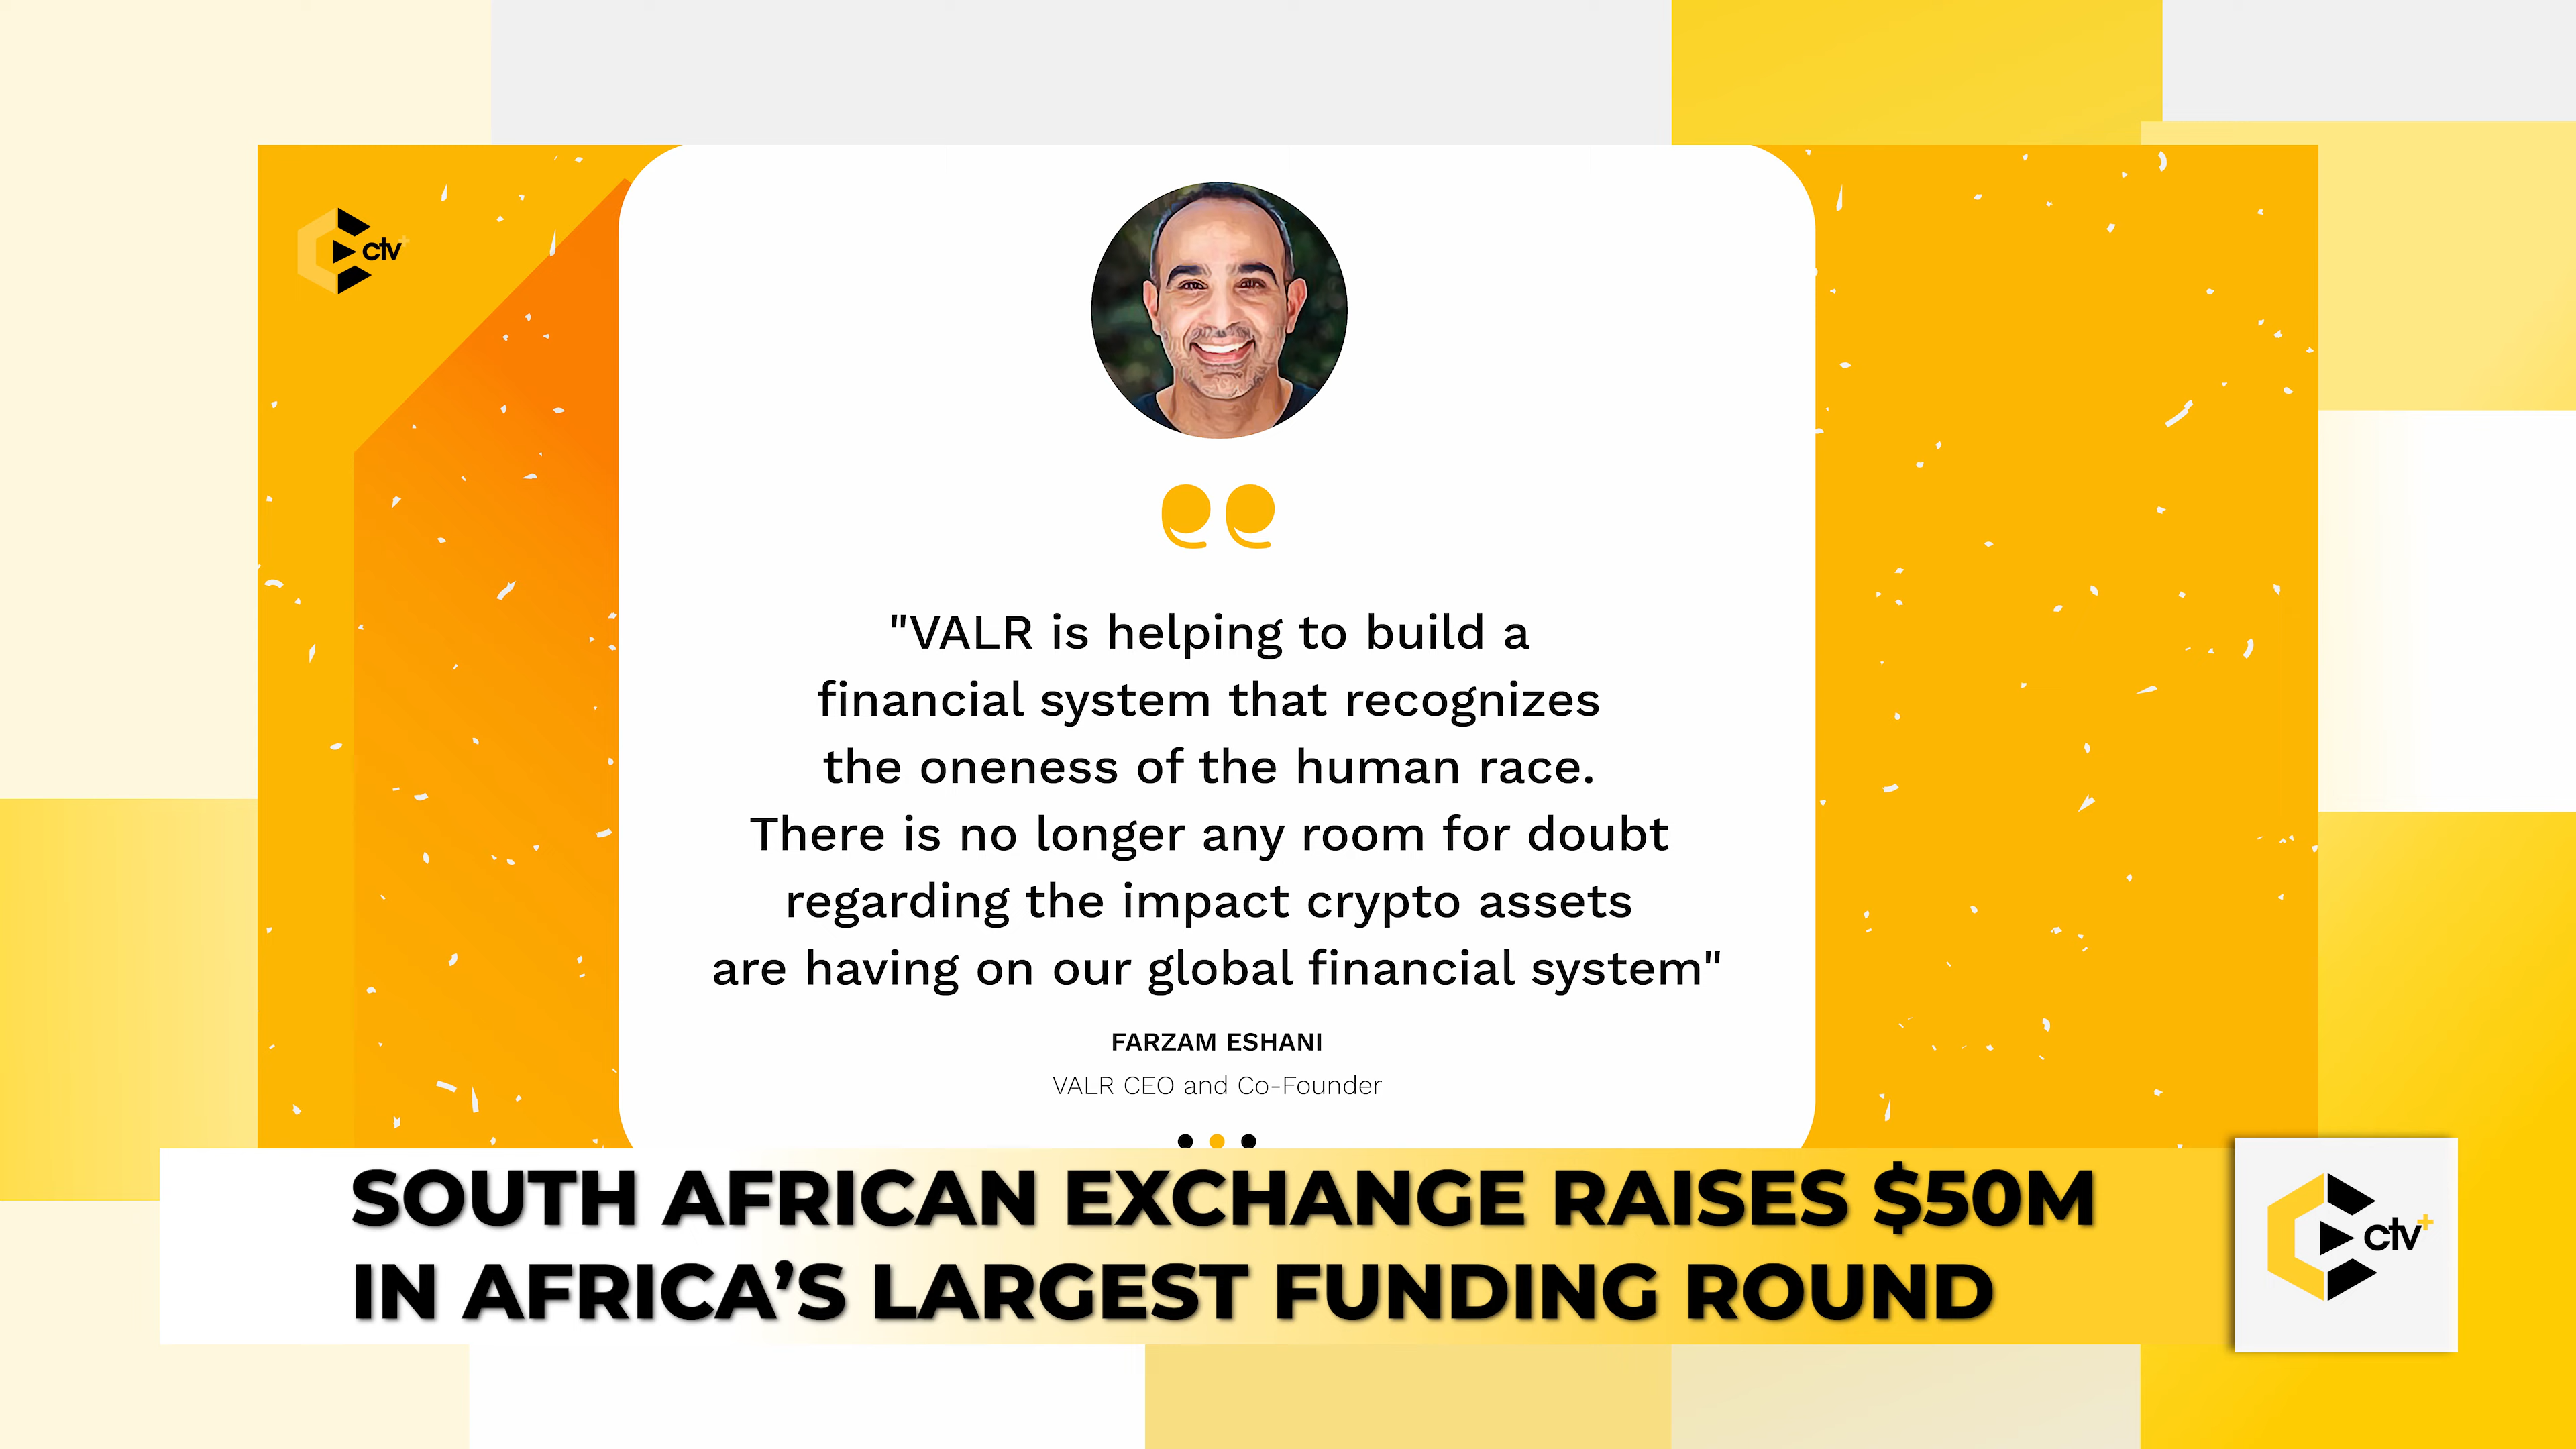 ctv+
"VALR is helping to build a
financial system that recognizes
the oneness of the human race.
There is no longer any room for doubt
regarding the impact crypto assets
are having on our global financial system"
FARZAM ESHANI
VALR CEO and Co-Founder
SOUTH AFRICAN EXCHANGE RAISES $50M
IN AFRICA’S LARGEST FUNDING ROUND
ctv+